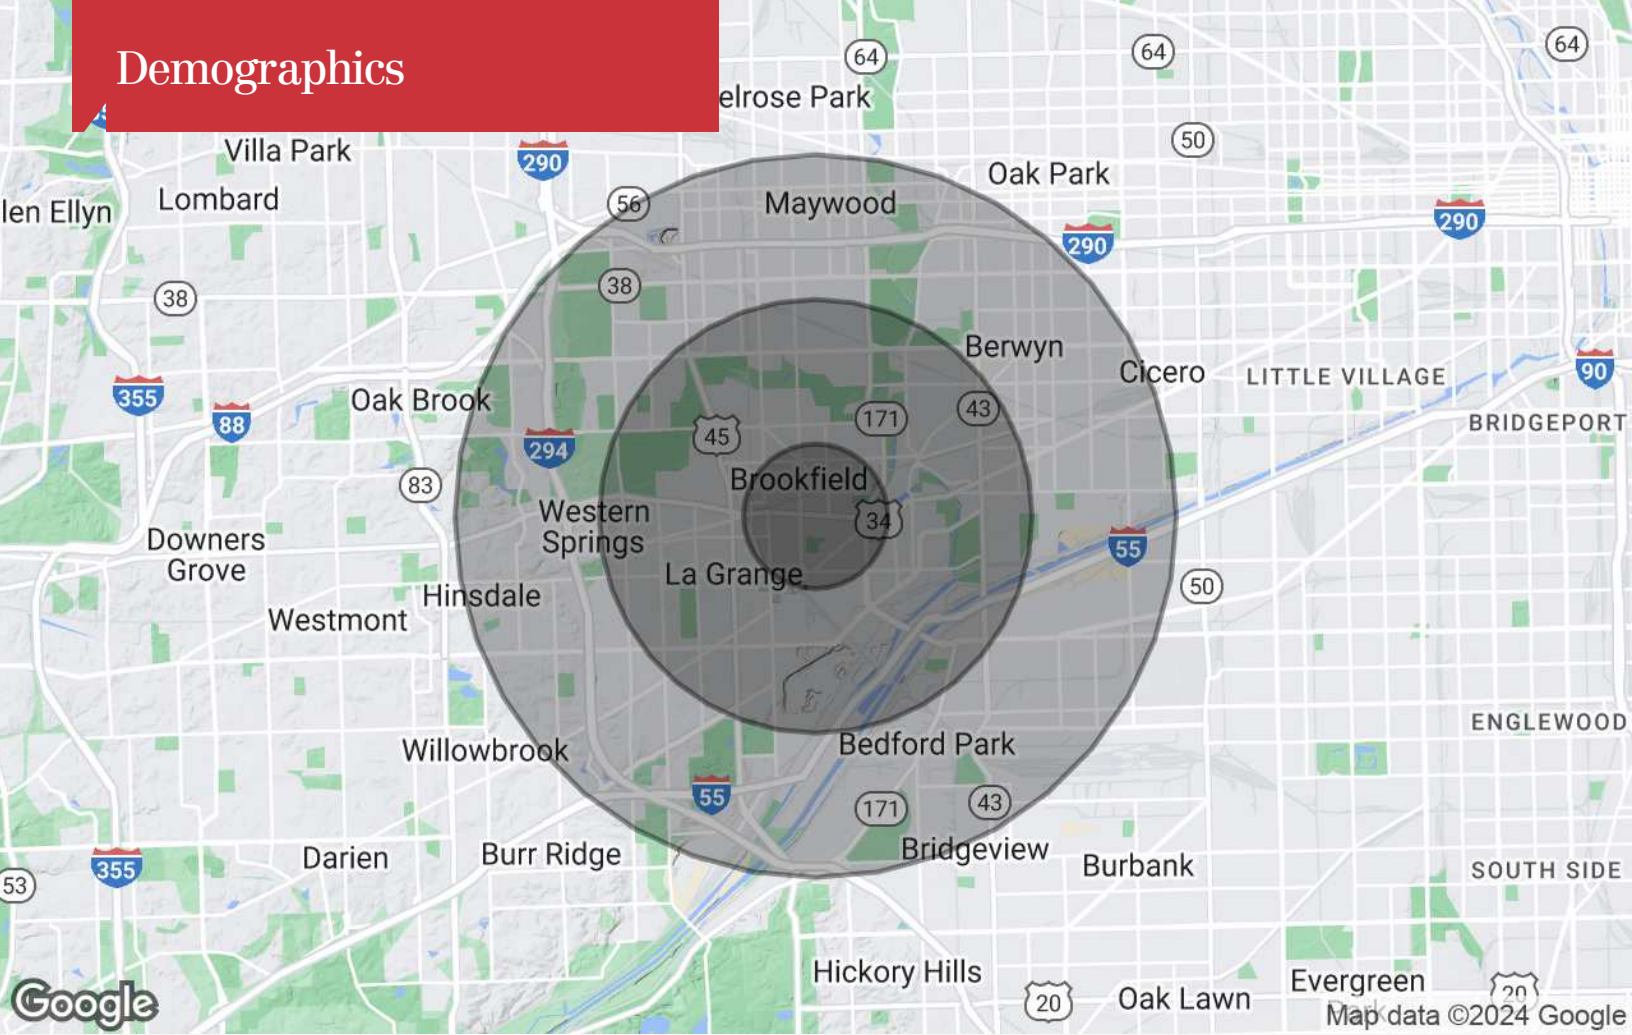 Demographics
64
64
64
elrose Park
50
Villa Park
290
Oak Park
Lombard
56
Maywood
len Ellyn
290
290
38
38
Berwyn
Cicero
LITTLE VILLAGE
90
355
88
Oak Brook
43
171
45
BRIDGEPORT
294
Brookfield
83
34
Western
Springs
55
Downers
Grove
La Grange
50
Hinsdale
Westmont
ENGLEWOOD
Willowbrook
Bedford Park
55
171
43
Bridgeview
Burr Ridge
Darien
Burbank
355
SOUTH SIDE
53
Hickory Hills
Evergreen
20
Oak Lawn
20
Google
Map data ©2024 Google